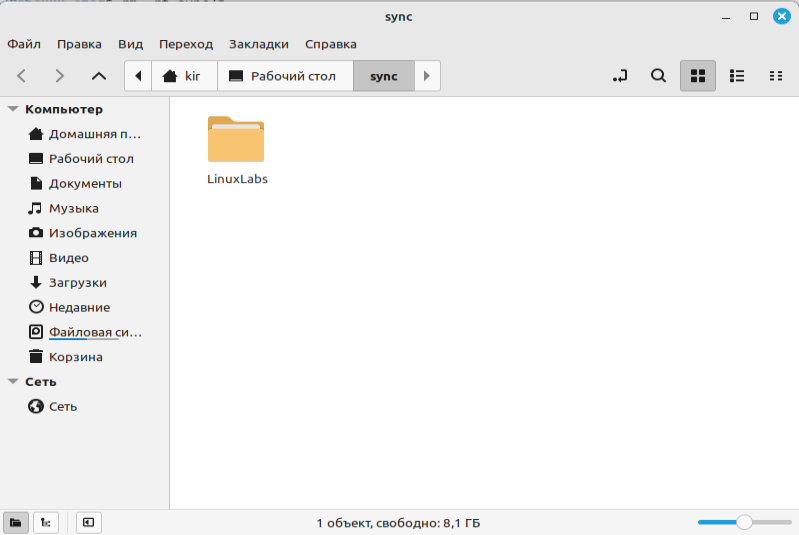 sync
Файл Правка Вид Переход Закладки Справка
kir Рабочий стол sync
Компьютер
Домашняя п...
Рабочий стол
Документы
Музыка
Изображения
Видео
Загрузки
Недавние
Файловая си...
Корзина
Сеть
Сеть
LinuxLabs
1 объект, свободно: 8,1 ГБ